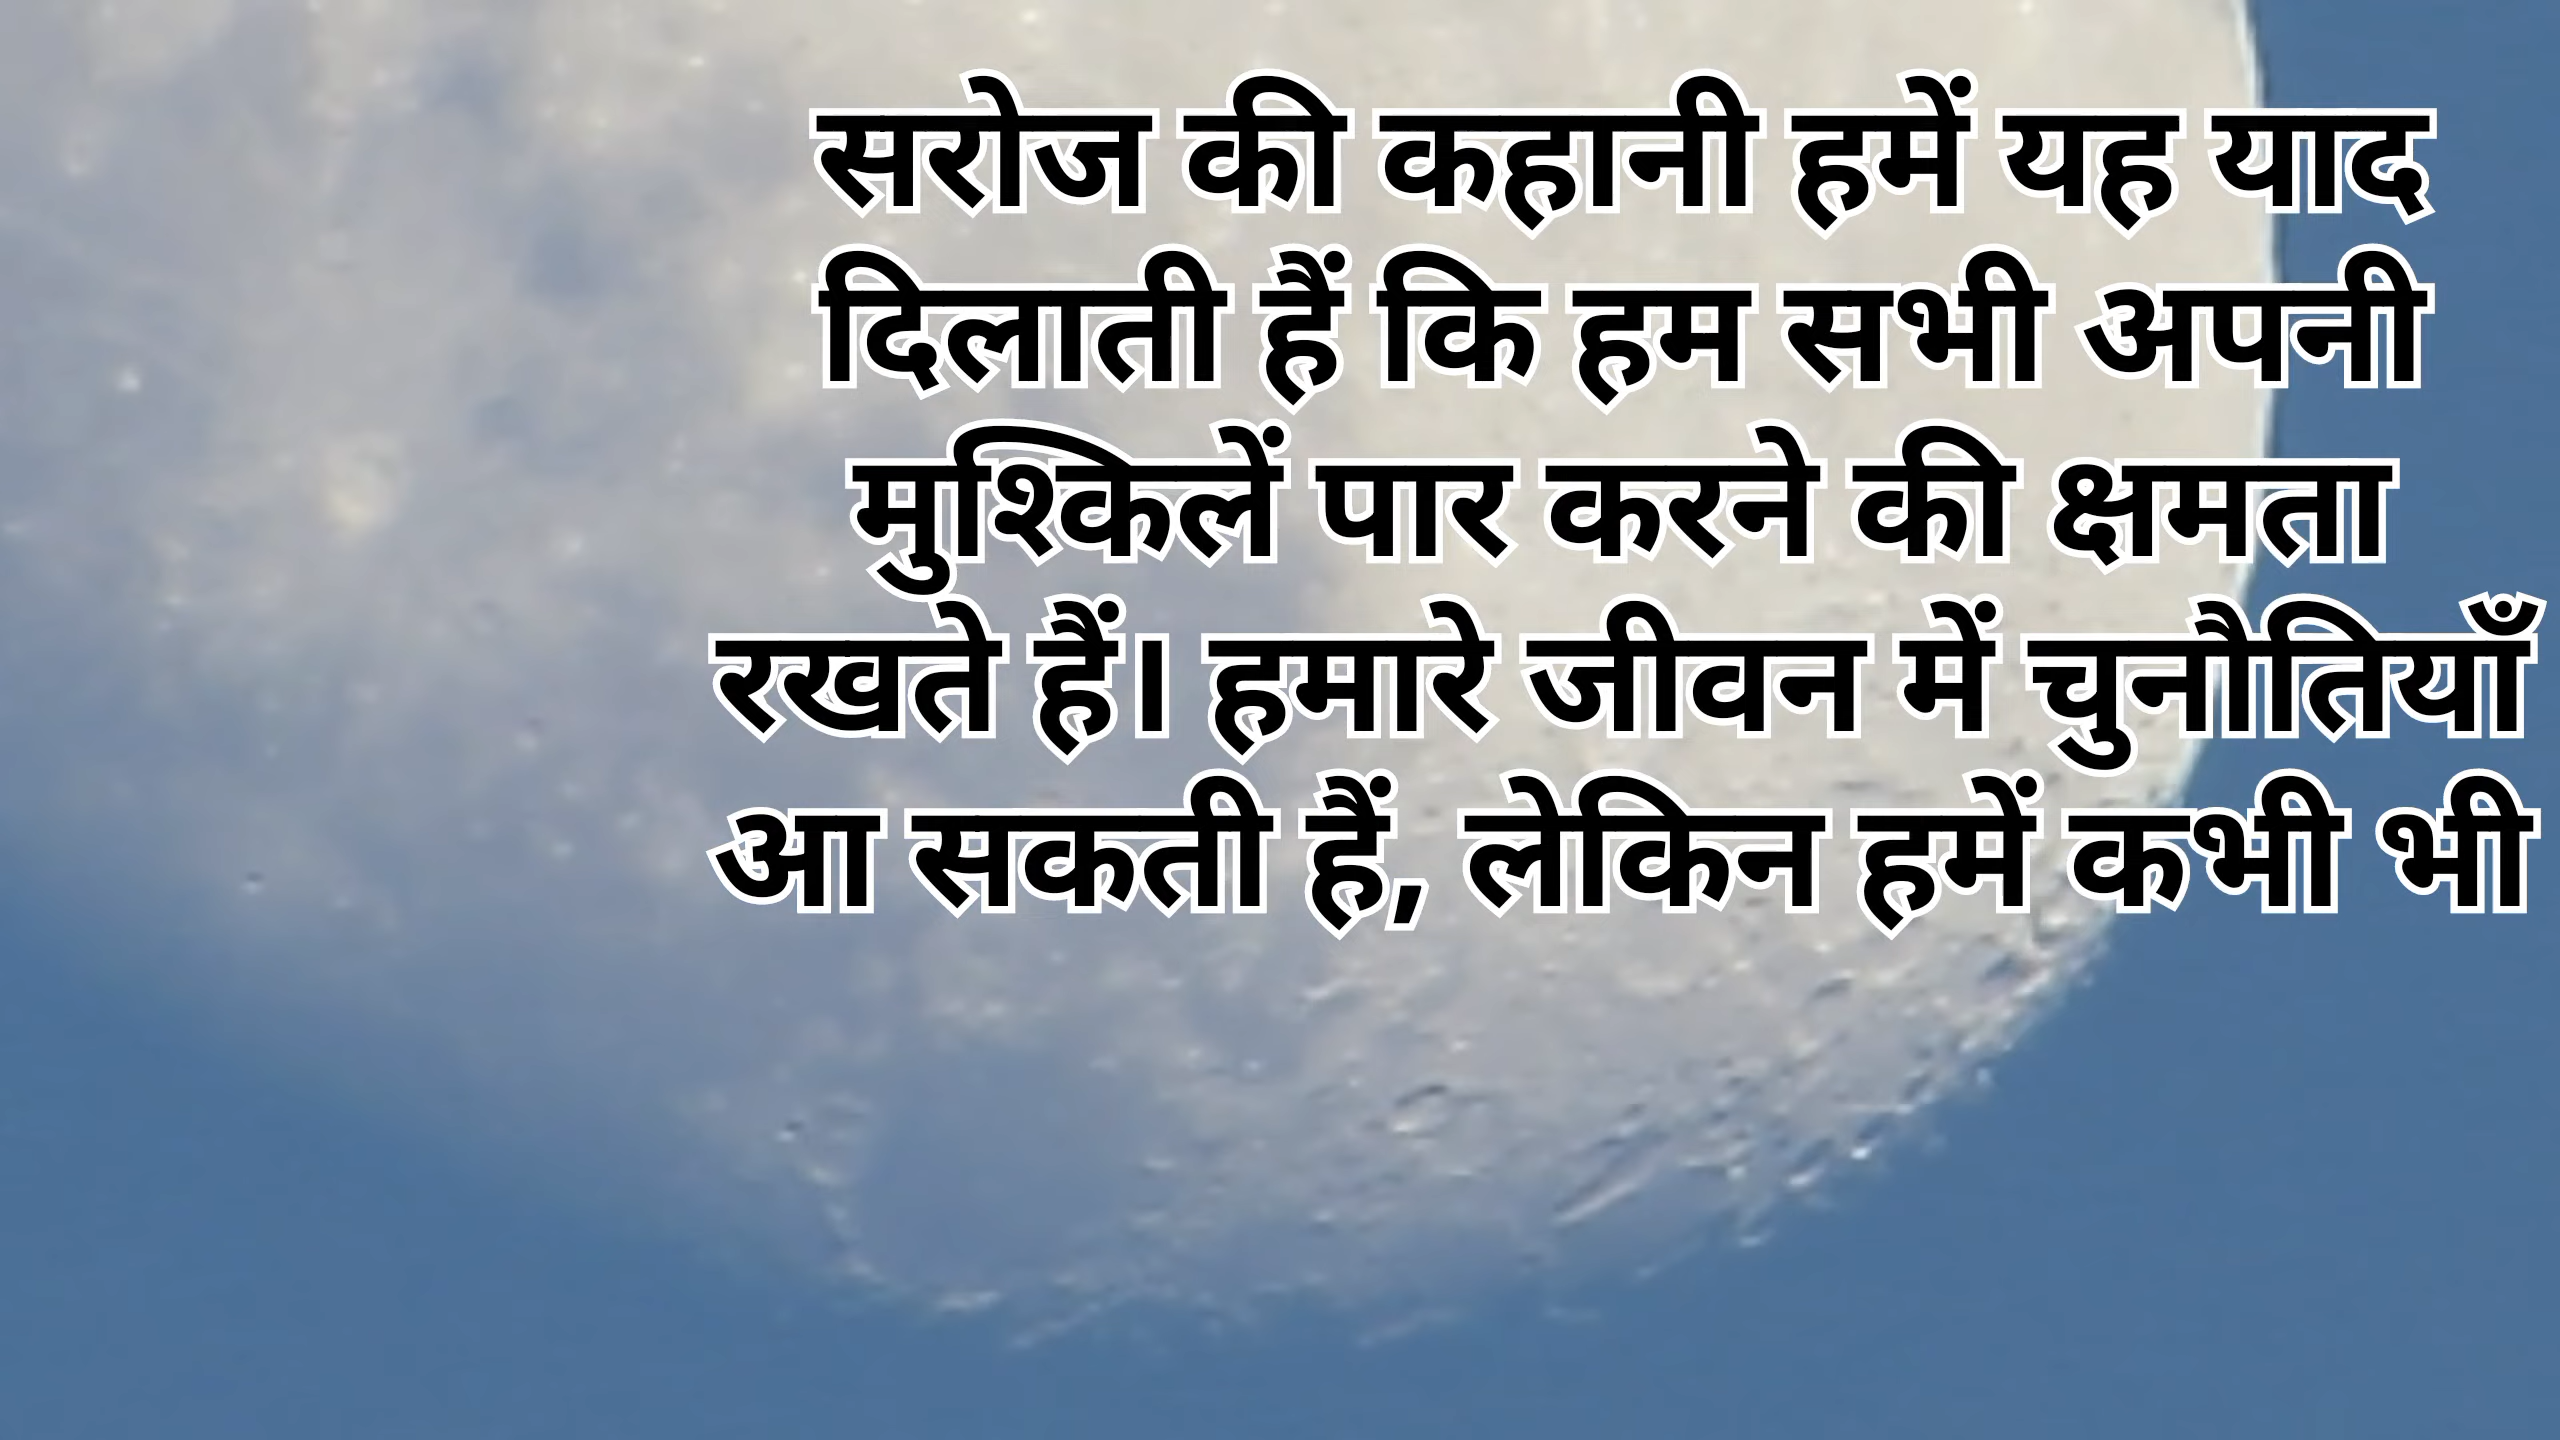 सरोज की कहानी हमें यह याद
दिलाती हैं कि हम सभी अपनी
मुश्किलें पार करने की क्षमता
रखते हैं। हमारे जीवन में चुनौतियाँ
आ सकती हैं, लेकिन हमें कभी भी